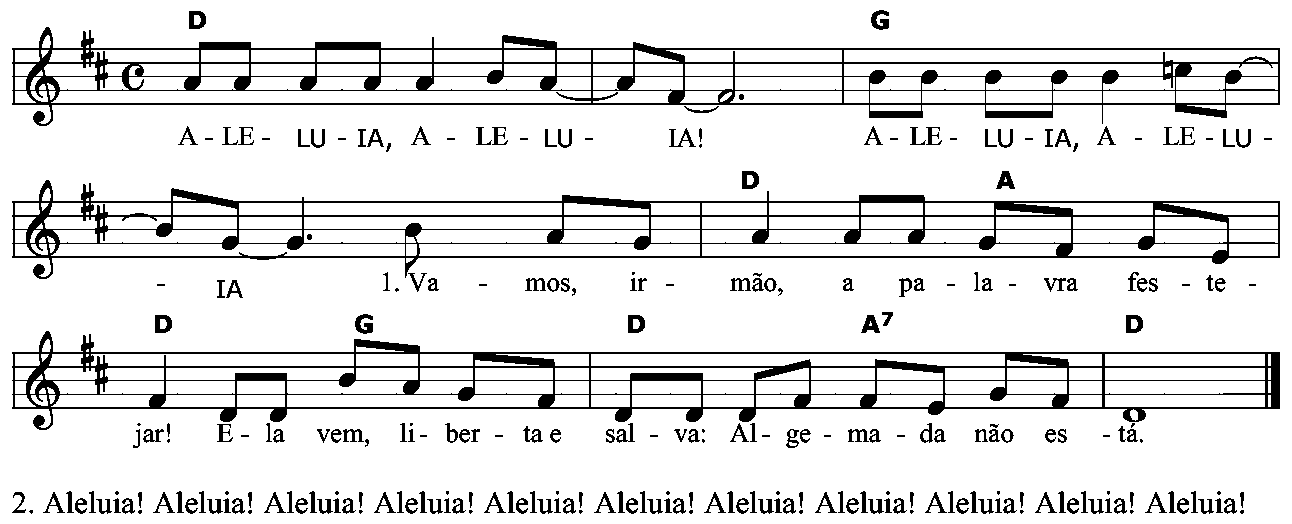 D G
A - LE - LU - IA, A - LE - LU - IA! A - LE - LU - IA, A - LE - LU -
D A
- IA 1. Va - mos, ir - mão, a pa - la - vra fes - te -
D G D A7 D
jar! E - la vem, li - ber - ta e sal - va: Al - ge - ma - da não es - tá.
2. Aleluia! Aleluia! Aleluia! Aleluia! Aleluia! Aleluia! Aleluia! Aleluia! Aleluia! Aleluia! Aleluia!